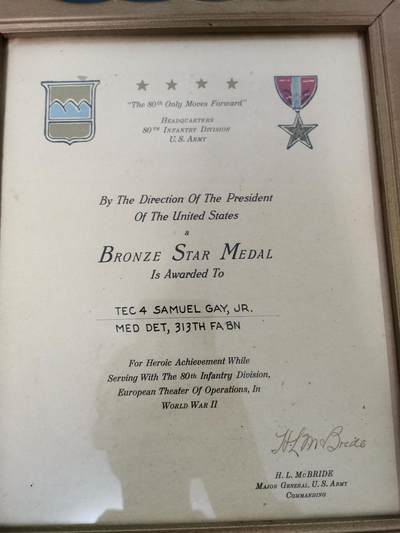 "The 80th Only Moves Forward"
HEADQUARTERS
80TH INFANTRY DIVISION
U.S. ARMY
By The Direction Of The President
Of The United States
a
BRONZE STAR MEDAL
Is Awarded To
TEC 4 SAMUEL GAY, JR.
MED DET, 313TH FA BN
For Heroic Achievement While
Serving With The 80th Infantry Division,
European Theater Of Operations, In
WORLD WAR II
H L McBride
H. L. McBRIDE
MAJOR GENERAL, U.S. ARMY
COMMANDING